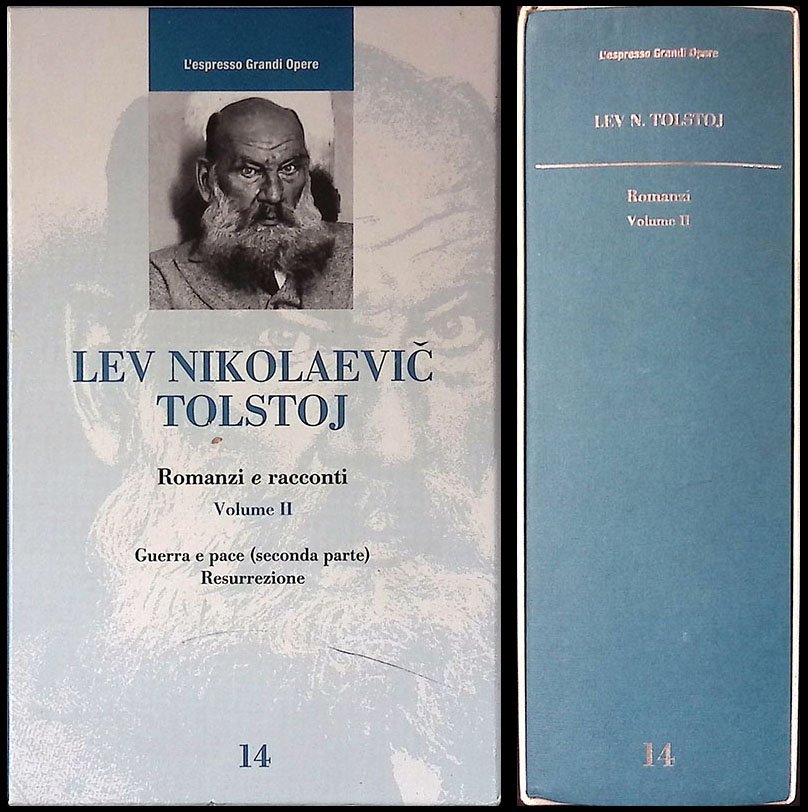 L'espresso Grandi Opere
LEV NIKOLAEVIČ
TOLSTOJ
Romanzi e racconti
Volume II
Guerra e pace (seconda parte)
Resurrezione
14
L'espresso Grandi Opere
LEV N. TOLSTOJ
Romanzi
Volume II
14